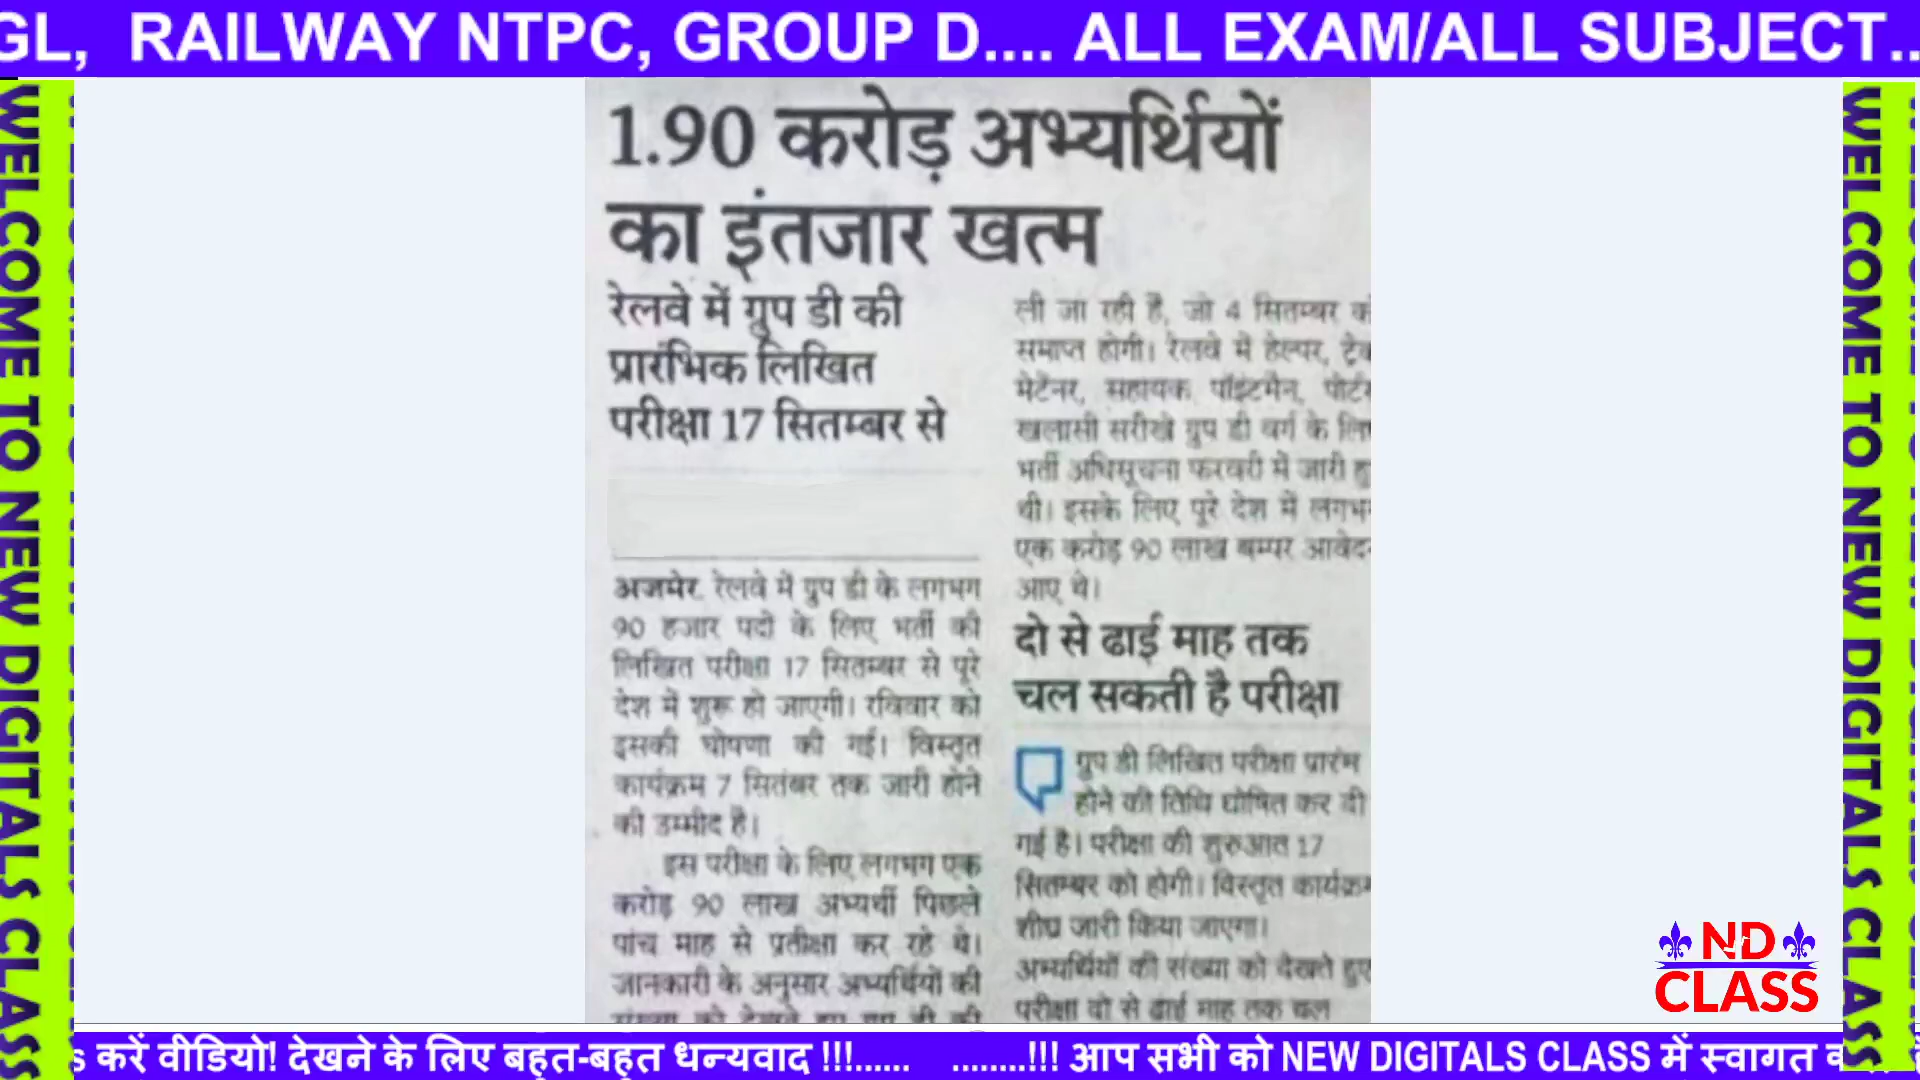 GL, RAILWAY NTPC, GROUP D.... ALL EXAM/ALL SUBJECT..
WELCOME TO NEW DIGITALS CLASS
1.90 करोड़ अभ्यर्थियों
का इंतजार खत्म
रेलवे में ग्रुप डी की
प्रारंभिक लिखित
परीक्षा 17 सितम्बर से
अजमेर. रेलवे में ग्रुप डी के लगभग
90 हजार पदों के लिए भर्ती की
लिखित परीक्षा 17 सितम्बर से पूरे
देश में शुरू हो जाएगी। रविवार को
इसकी घोषणा की गई। विस्तृत
कार्यक्रम 7 सितंबर तक जारी होने
की उम्मीद है।
इस परीक्षा के लिए लगभग एक
करोड़ 90 लाख अभ्यर्थी पिछले
पांच माह से प्रतीक्षा कर रहे थे।
जानकारी के अनुसार अभ्यर्थियों की
ली जा रही है, जो 4 सितम्बर को
समाप्त होगी। रेलवे में हेल्पर, ट्रैक
मेंटेनर, सहायक पॉइंटमैन, पोर्टर
खलासी सरीखे ग्रुप डी वर्ग के लिए
भर्ती अधिसूचना फरवरी में जारी हु
थी। इसके लिए पूरे देश में लगभग
एक करोड़ 90 लाख बम्पर आवेदन
आए थे।
दो से ढाई माह तक
चल सकती है परीक्षा
ग्रुप डी लिखित परीक्षा प्रारंभ
होने की तिथि घोषित कर दी
गई है। परीक्षा की शुरुआत 17
सितम्बर को होगी। विस्तृत कार्यक्रम
शीघ्र जारी किया जाएगा।
अभ्यर्थियों की संख्या को देखते हुए
परीक्षा दो से ढाई माह तक चल
WELCOME TO NEW DIGITALS CLASS
ND
CLASS
s करें वीडियो! देखने के लिए बहुत-बहुत धन्यवाद !!!...... ........!!! आप सभी को NEW DIGITALS CLASS में स्वागत